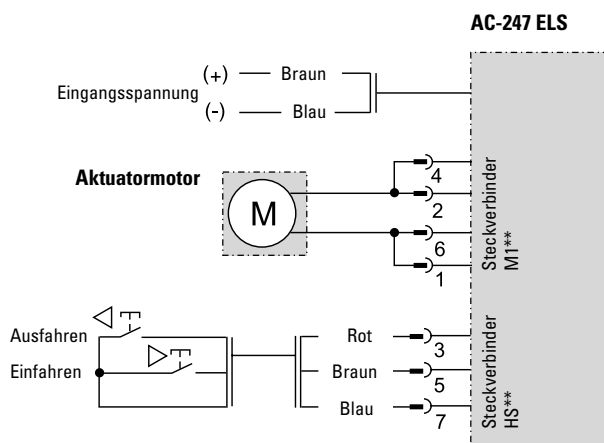 AC-247 ELS
(+) Braun
Eingangsspannung
(-) Blau
Aktuatormotor
M
4
2
6
1
Steckverbinder
M1**
Ausfahren
Einfahren
Rot
3
Braun
5
Blau
7
Steckverbinder
HS**